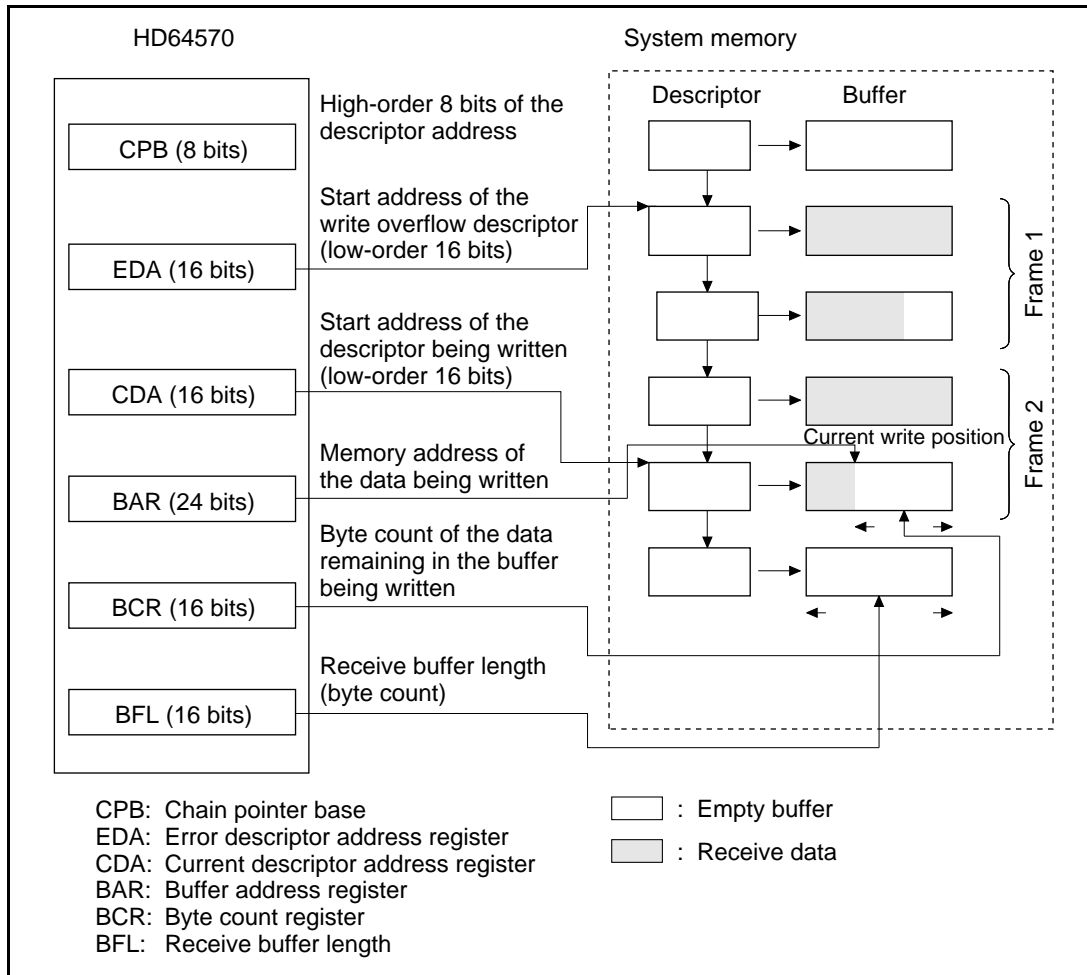 HD64570
System memory
Descriptor
Buffer
High-order 8 bits of the
descriptor address
CPB (8 bits)
Start address of the
write overflow descriptor
(low-order 16 bits)
EDA (16 bits)
Frame 1
Start address of the
descriptor being written
(low-order 16 bits)
CDA (16 bits)
Frame 2
Current write position
Memory address of
the data being written
BAR (24 bits)
Byte count of the data
remaining in the buffer
being written
BCR (16 bits)
Receive buffer length
(byte count)
BFL (16 bits)
CPB: Chain pointer base
EDA: Error descriptor address register
CDA: Current descriptor address register
BAR: Buffer address register
BCR: Byte count register
BFL: Receive buffer length
: Empty buffer
: Receive data